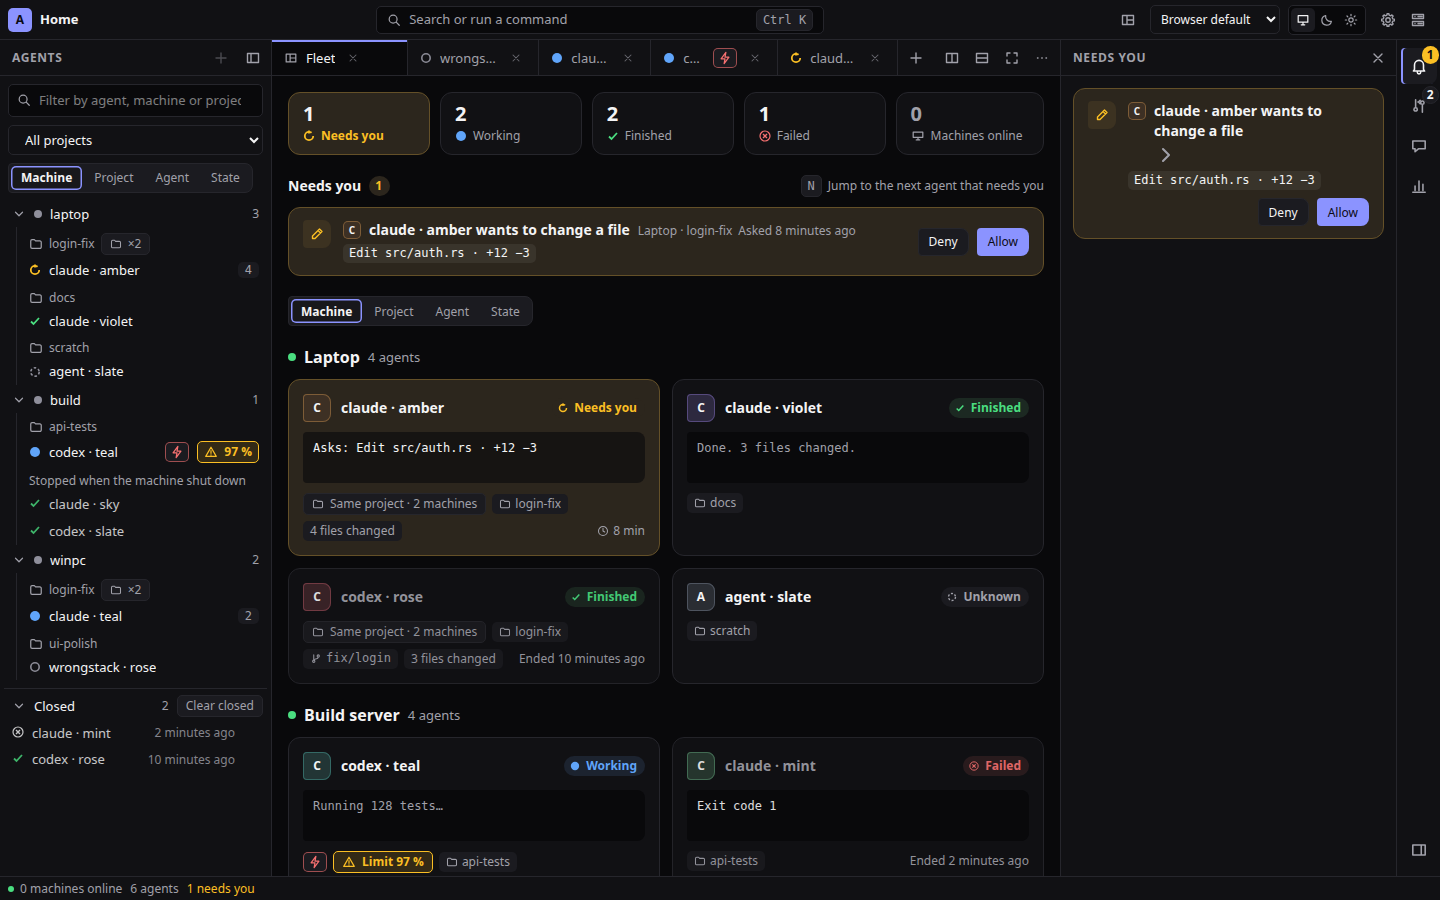 A Home
Search or run a command Ctrl K
Browser default
AGENTS
Filter by agent, machine or projec
All projects
Machine Project Agent State
laptop 3
login-fix ×2
claude · amber 4
docs
claude · violet
scratch
agent · slate
build 1
api-tests
codex · teal 97 %
Stopped when the machine shut down
claude · sky
codex · slate
winpc 2
login-fix ×2
claude · teal 2
ui-polish
wrongstack · rose
Closed 2 Clear closed
claude · mint 2 minutes ago
codex · rose 10 minutes ago
Fleet wrongs... clau... c... claud...
1 Needs you
2 Working
2 Finished
1 Failed
0 Machines online
Needs you 1 N Jump to the next agent that needs you
C claude · amber wants to change a file Laptop · login-fix Asked 8 minutes ago
Edit src/auth.rs · +12 −3
Deny Allow
Machine Project Agent State
Laptop 4 agents
C claude · amber Needs you
Asks: Edit src/auth.rs · +12 −3
Same project · 2 machines login-fix
4 files changed 8 min
C claude · violet Finished
Done. 3 files changed.
docs
C codex · rose Finished
Same project · 2 machines login-fix
fix/login 3 files changed Ended 10 minutes ago
A agent · slate Unknown
scratch
Build server 4 agents
C codex · teal Working
Running 128 tests…
Limit 97 % api-tests
C claude · mint Failed
Exit code 1
api-tests Ended 2 minutes ago
NEEDS YOU
C claude · amber wants to
change a file
Edit src/auth.rs · +12 −3
Deny Allow
1
2
0 machines online 6 agents 1 needs you